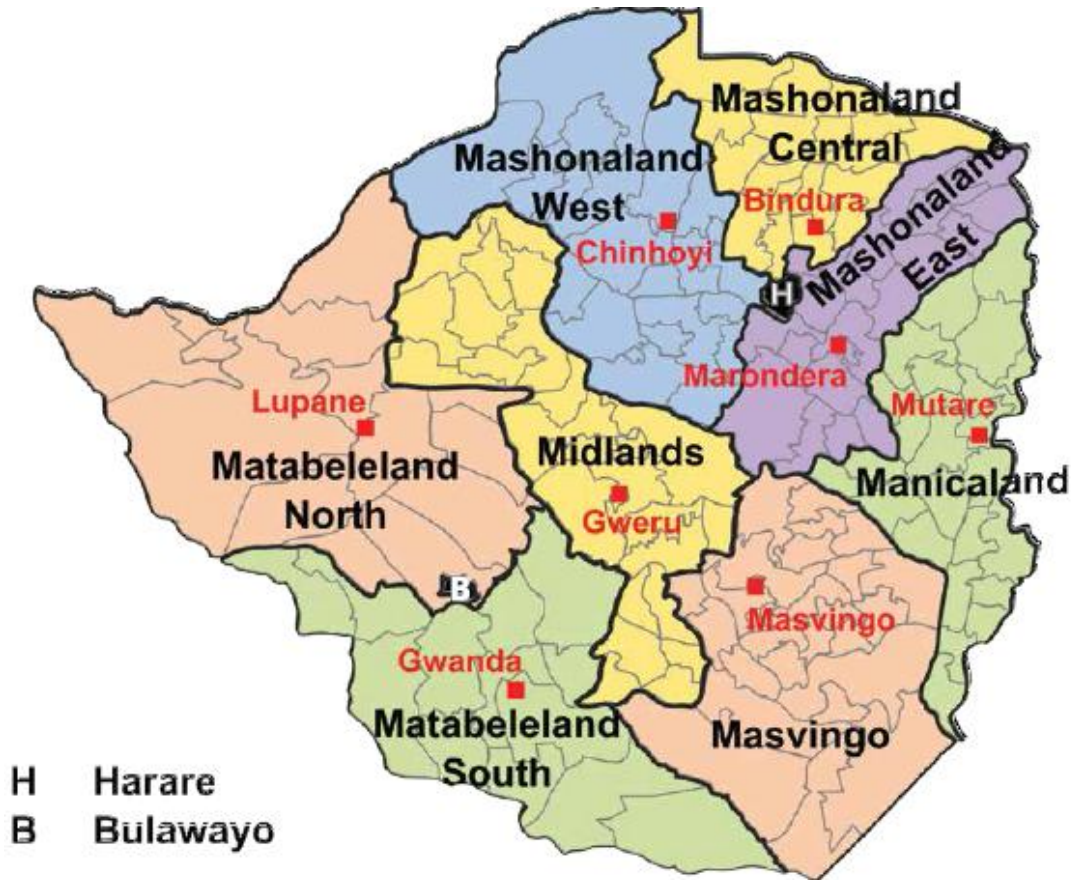 Mashonaland
Central
Mashonaland
West
Bindura
Chinhoyi
Mashonaland
East
H
Marondera
Lupane
Mutare
Matabeleland
North
Midlands
Manicaland
Gweru
B
Masvingo
Gwanda
Matabeleland
South
Masvingo
H Harare
B Bulawayo